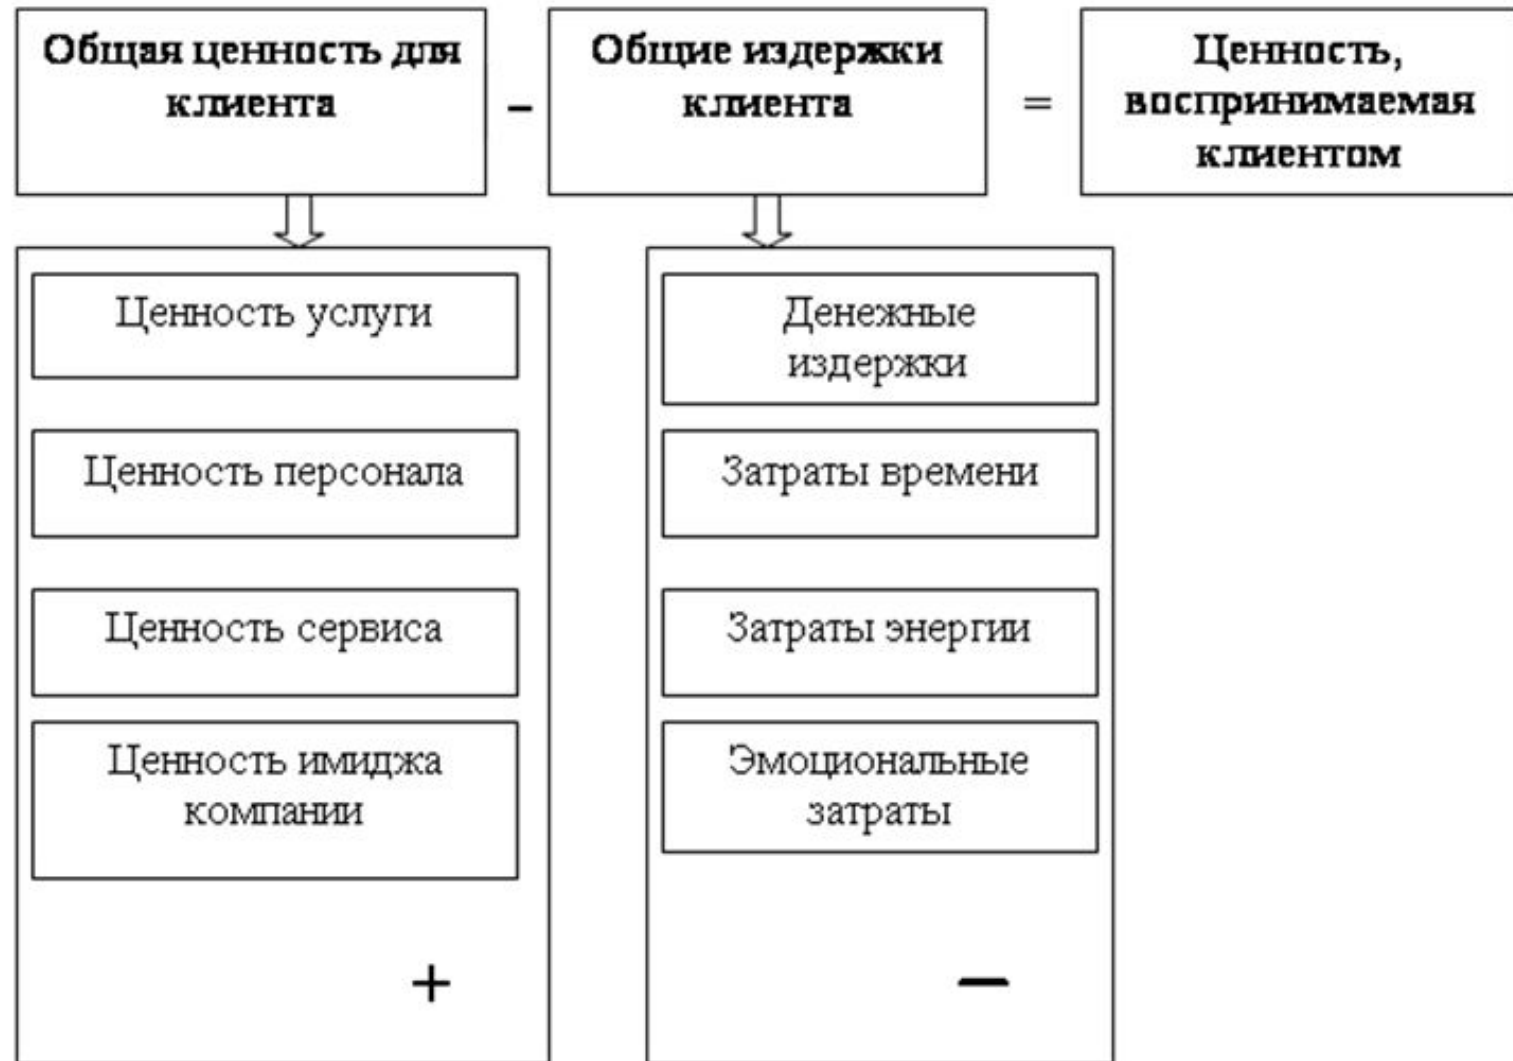 Общая ценность для
клиента
–
Общие издержки
клиента
=
Ценность,
воспринимаемая
клиентом
Ценность услуги
Ценность персонала
Ценность сервиса
Ценность имиджа
компании
+
Денежные
издержки
Затраты времени
Затраты энергии
Эмоциональные
затраты
–